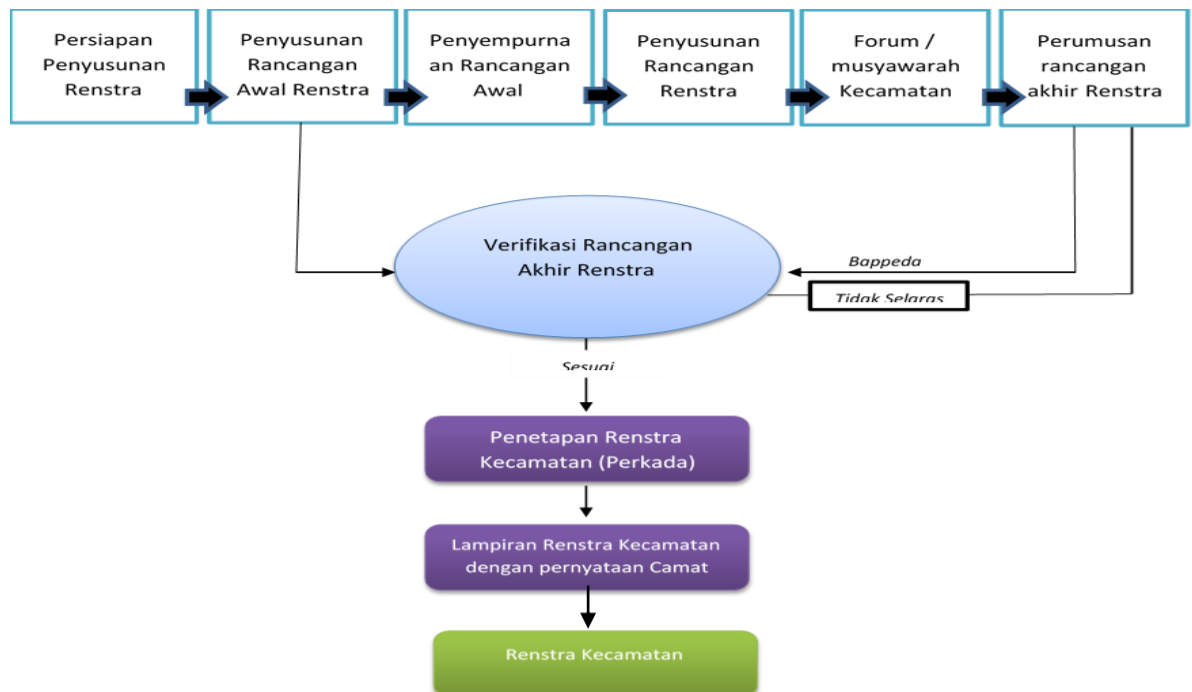 Persiapan
Penyusunan
Renstra
Penyusunan
Rancangan
Awal Renstra
Penyempurna
an Rancangan
Awal
Penyusunan
Rancangan
Renstra
Forum /
musyawarah
Kecamatan
Perumusan
rancangan
akhir Renstra
Verifikasi Rancangan
Akhir Renstra
Bappeda
Tidak Selaras
Sesuai
Penetapan Renstra
Kecamatan (Perkada)
Lampiran Renstra Kecamatan
dengan pernyataan Camat
Renstra Kecamatan